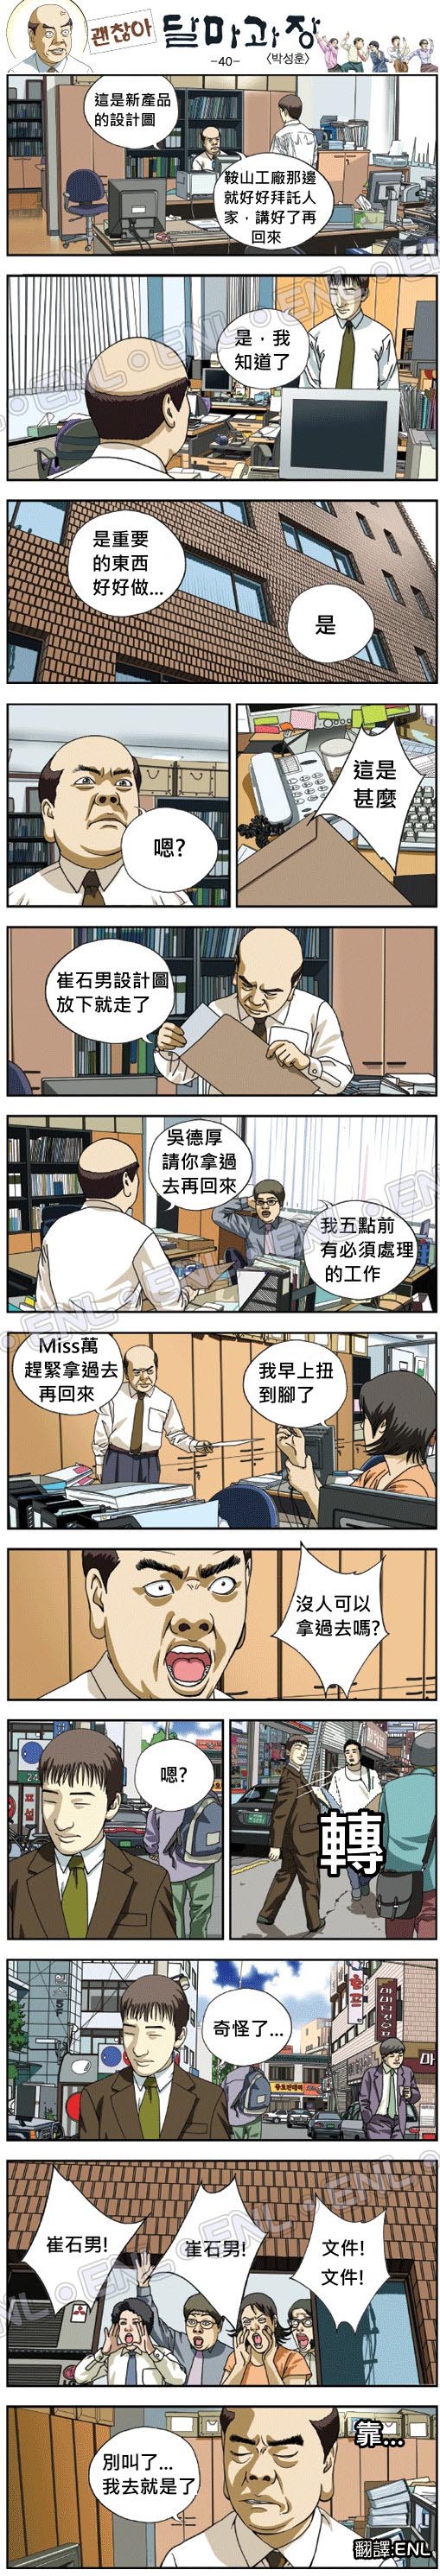 괜찮아
달마과장
-40-
<박성훈>
這是新產品
的設計圖
鞍山工廠那邊
就好好拜託人
家，講好了再
回來
是，我
知道了
是重要
的東西
好好做...
是
嗯?
這是
甚麼
崔石男設計圖
放下就走了
吳德厚
請你拿過
去再回來
我五點前
有必須處理
的工作
Miss萬
趕緊拿過去
再回來
我早上扭
到腳了
沒人可以
拿過去嗎?
嗯?
轉
奇怪了...
崔石男!
崔石男!
文件!
文件!
靠...
別叫了...
我去就是了
翻譯:ENL